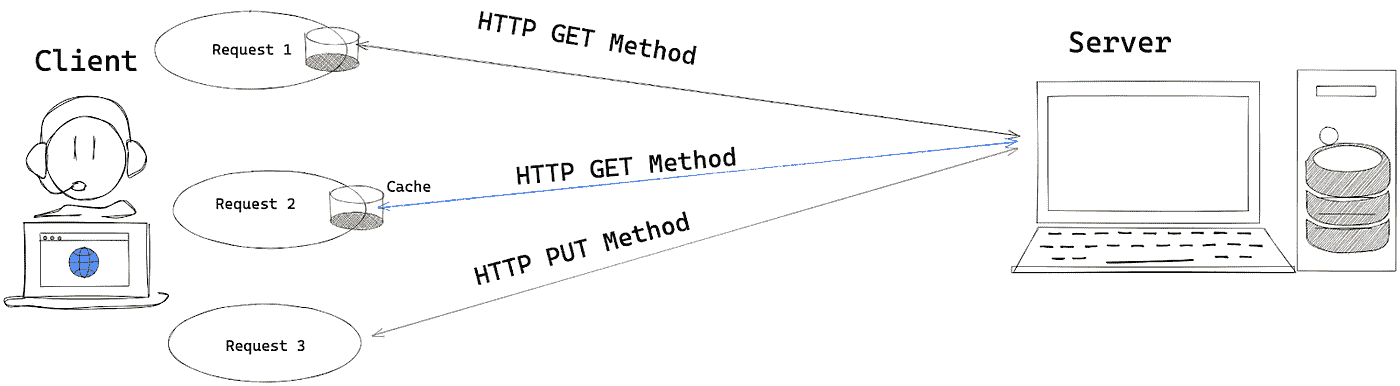 Client
Request 1
HTTP GET Method
Server
Request 2
Cache
HTTP GET Method
HTTP PUT Method
Request 3